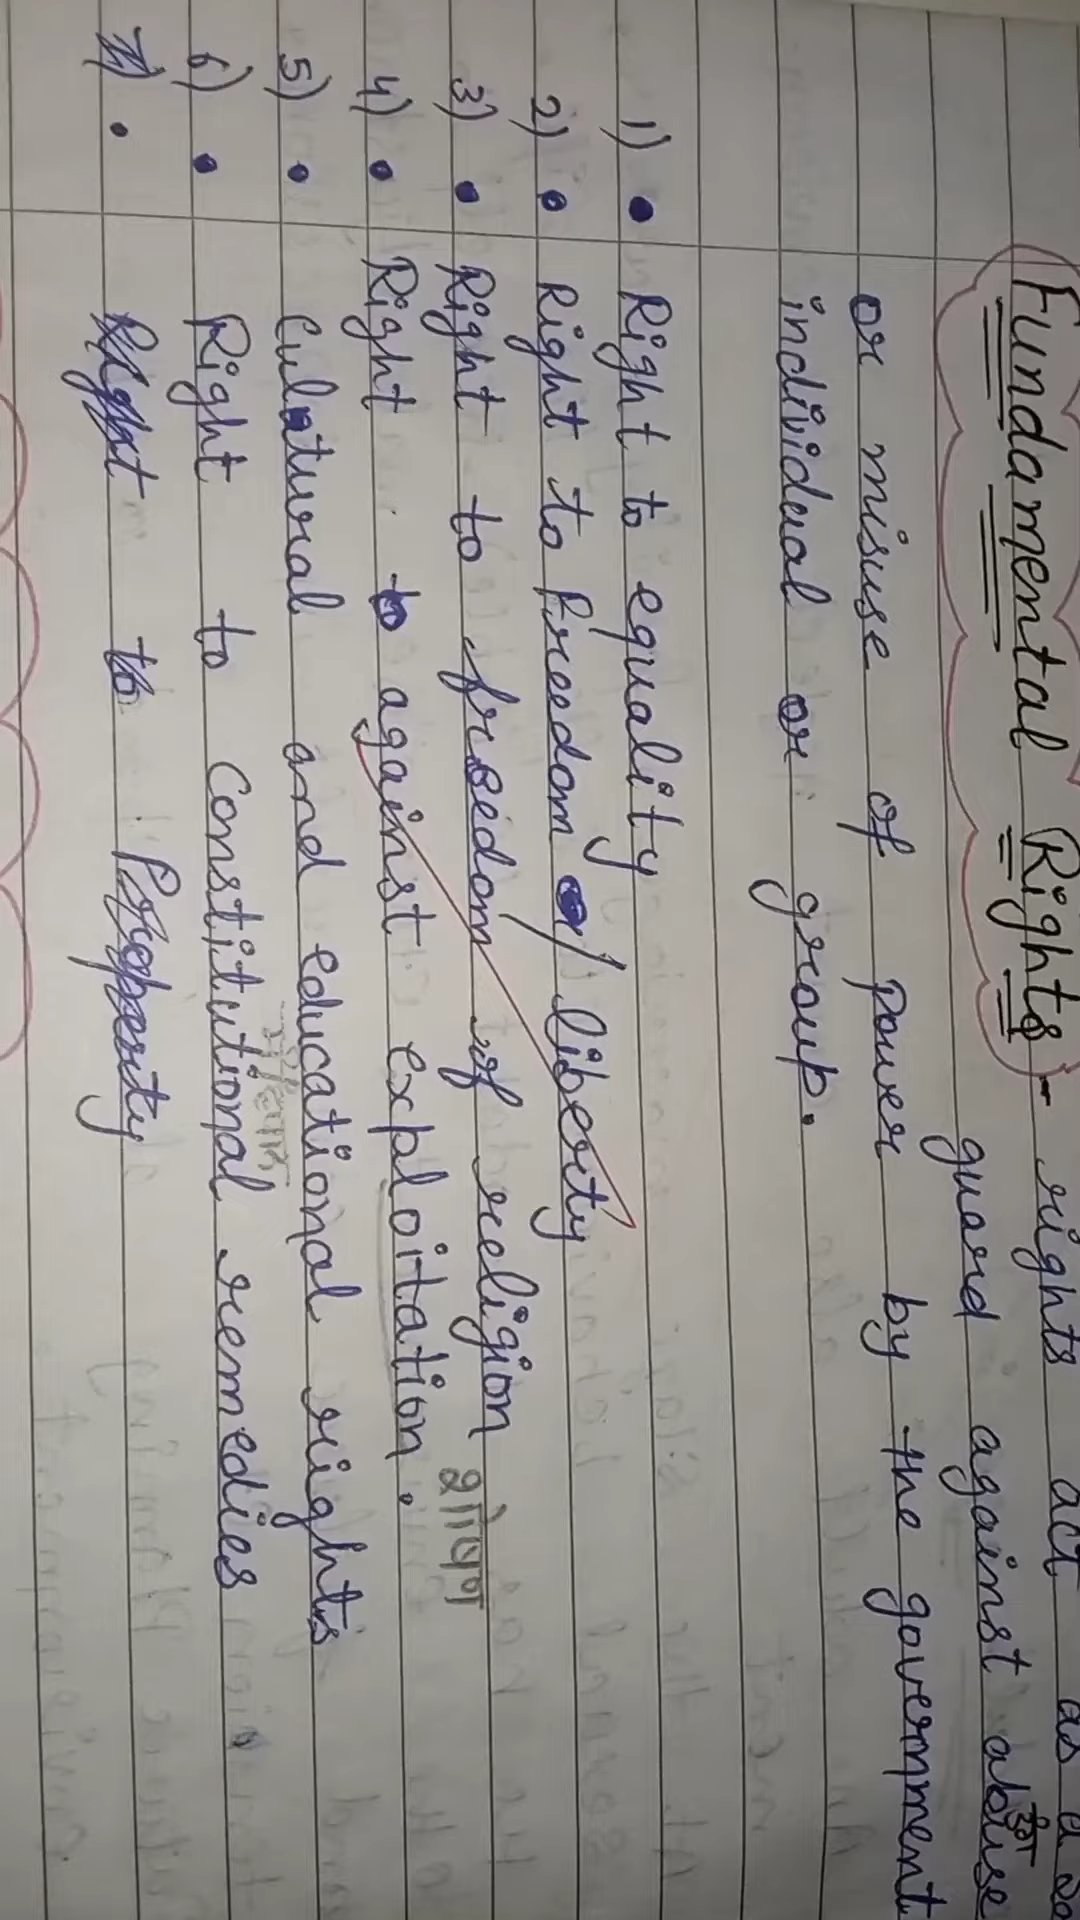 Fundamental Rights - rights act as a
guard against abuse
or misuse of power by the government
individual or group.
1) • Right to equality
2) • Right to Freedom / liberty
3) • Right to freedom of religion
शोषण
4) • Right against exploitation.
5) • Culutural and educational rights
6) • Right to Constitutional remedies
7) • Right to Property